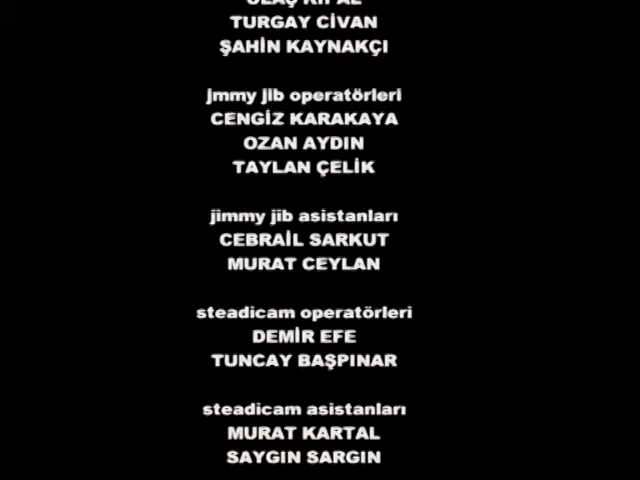 TURGAY CİVAN
ŞAHİN KAYNAKÇI
jmmy jib operatörleri
CENGİZ KARAKAYA
OZAN AYDIN
TAYLAN ÇELİK
jimmy jib asistanları
CEBRAİL SARKUT
MURAT CEYLAN
steadicam operatörleri
DEMİR EFE
TUNCAY BAŞPINAR
steadicam asistanları
MURAT KARTAL
SAYGIN SARGIN